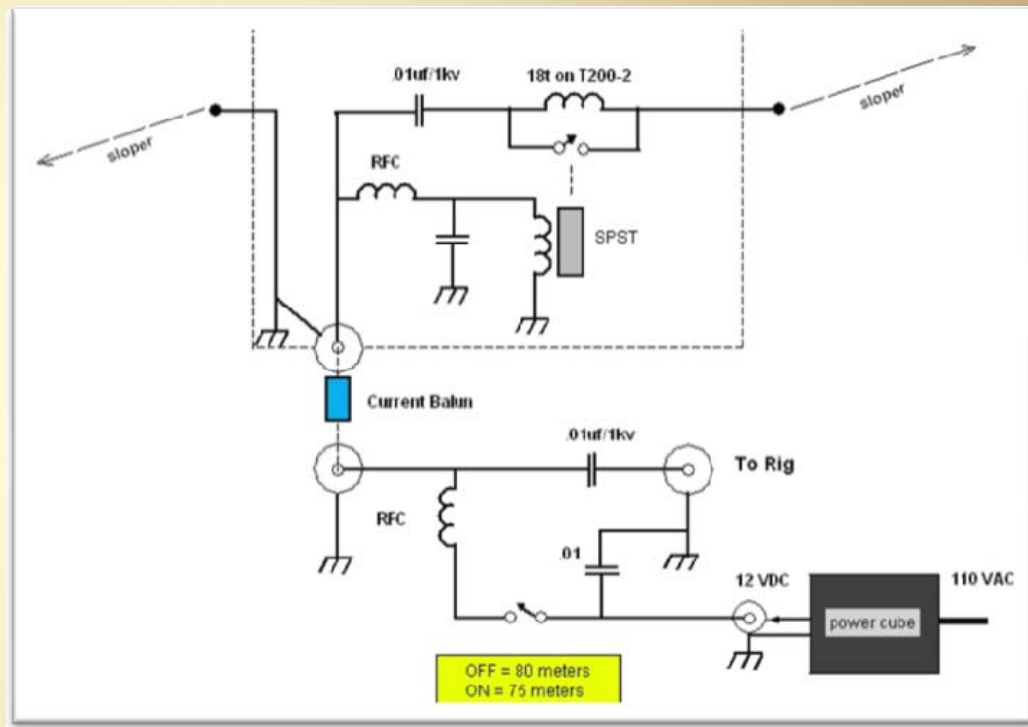 .01uf/1kv
18t on T200-2
sloper
sloper
RFC
SPST
Current Balun
.01uf/1kv
To Rig
RFC
.01
12 VDC
110 VAC
power cube
OFF = 80 meters
ON = 75 meters